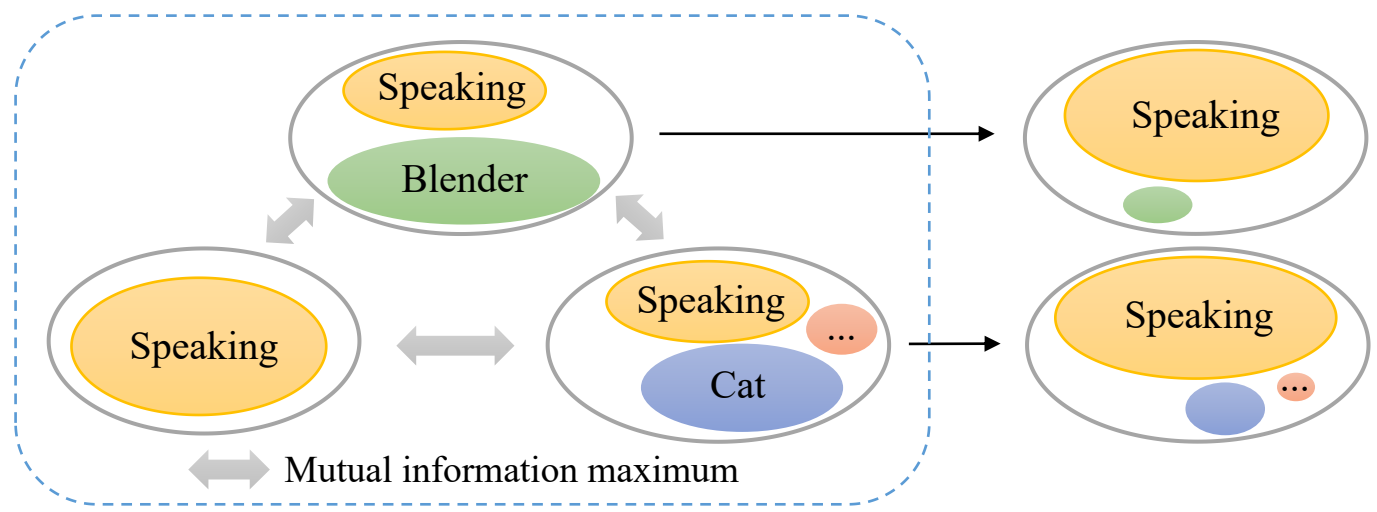 Speaking
Blender
Speaking
Speaking
...
Cat
Mutual information maximum
Speaking
Speaking
...